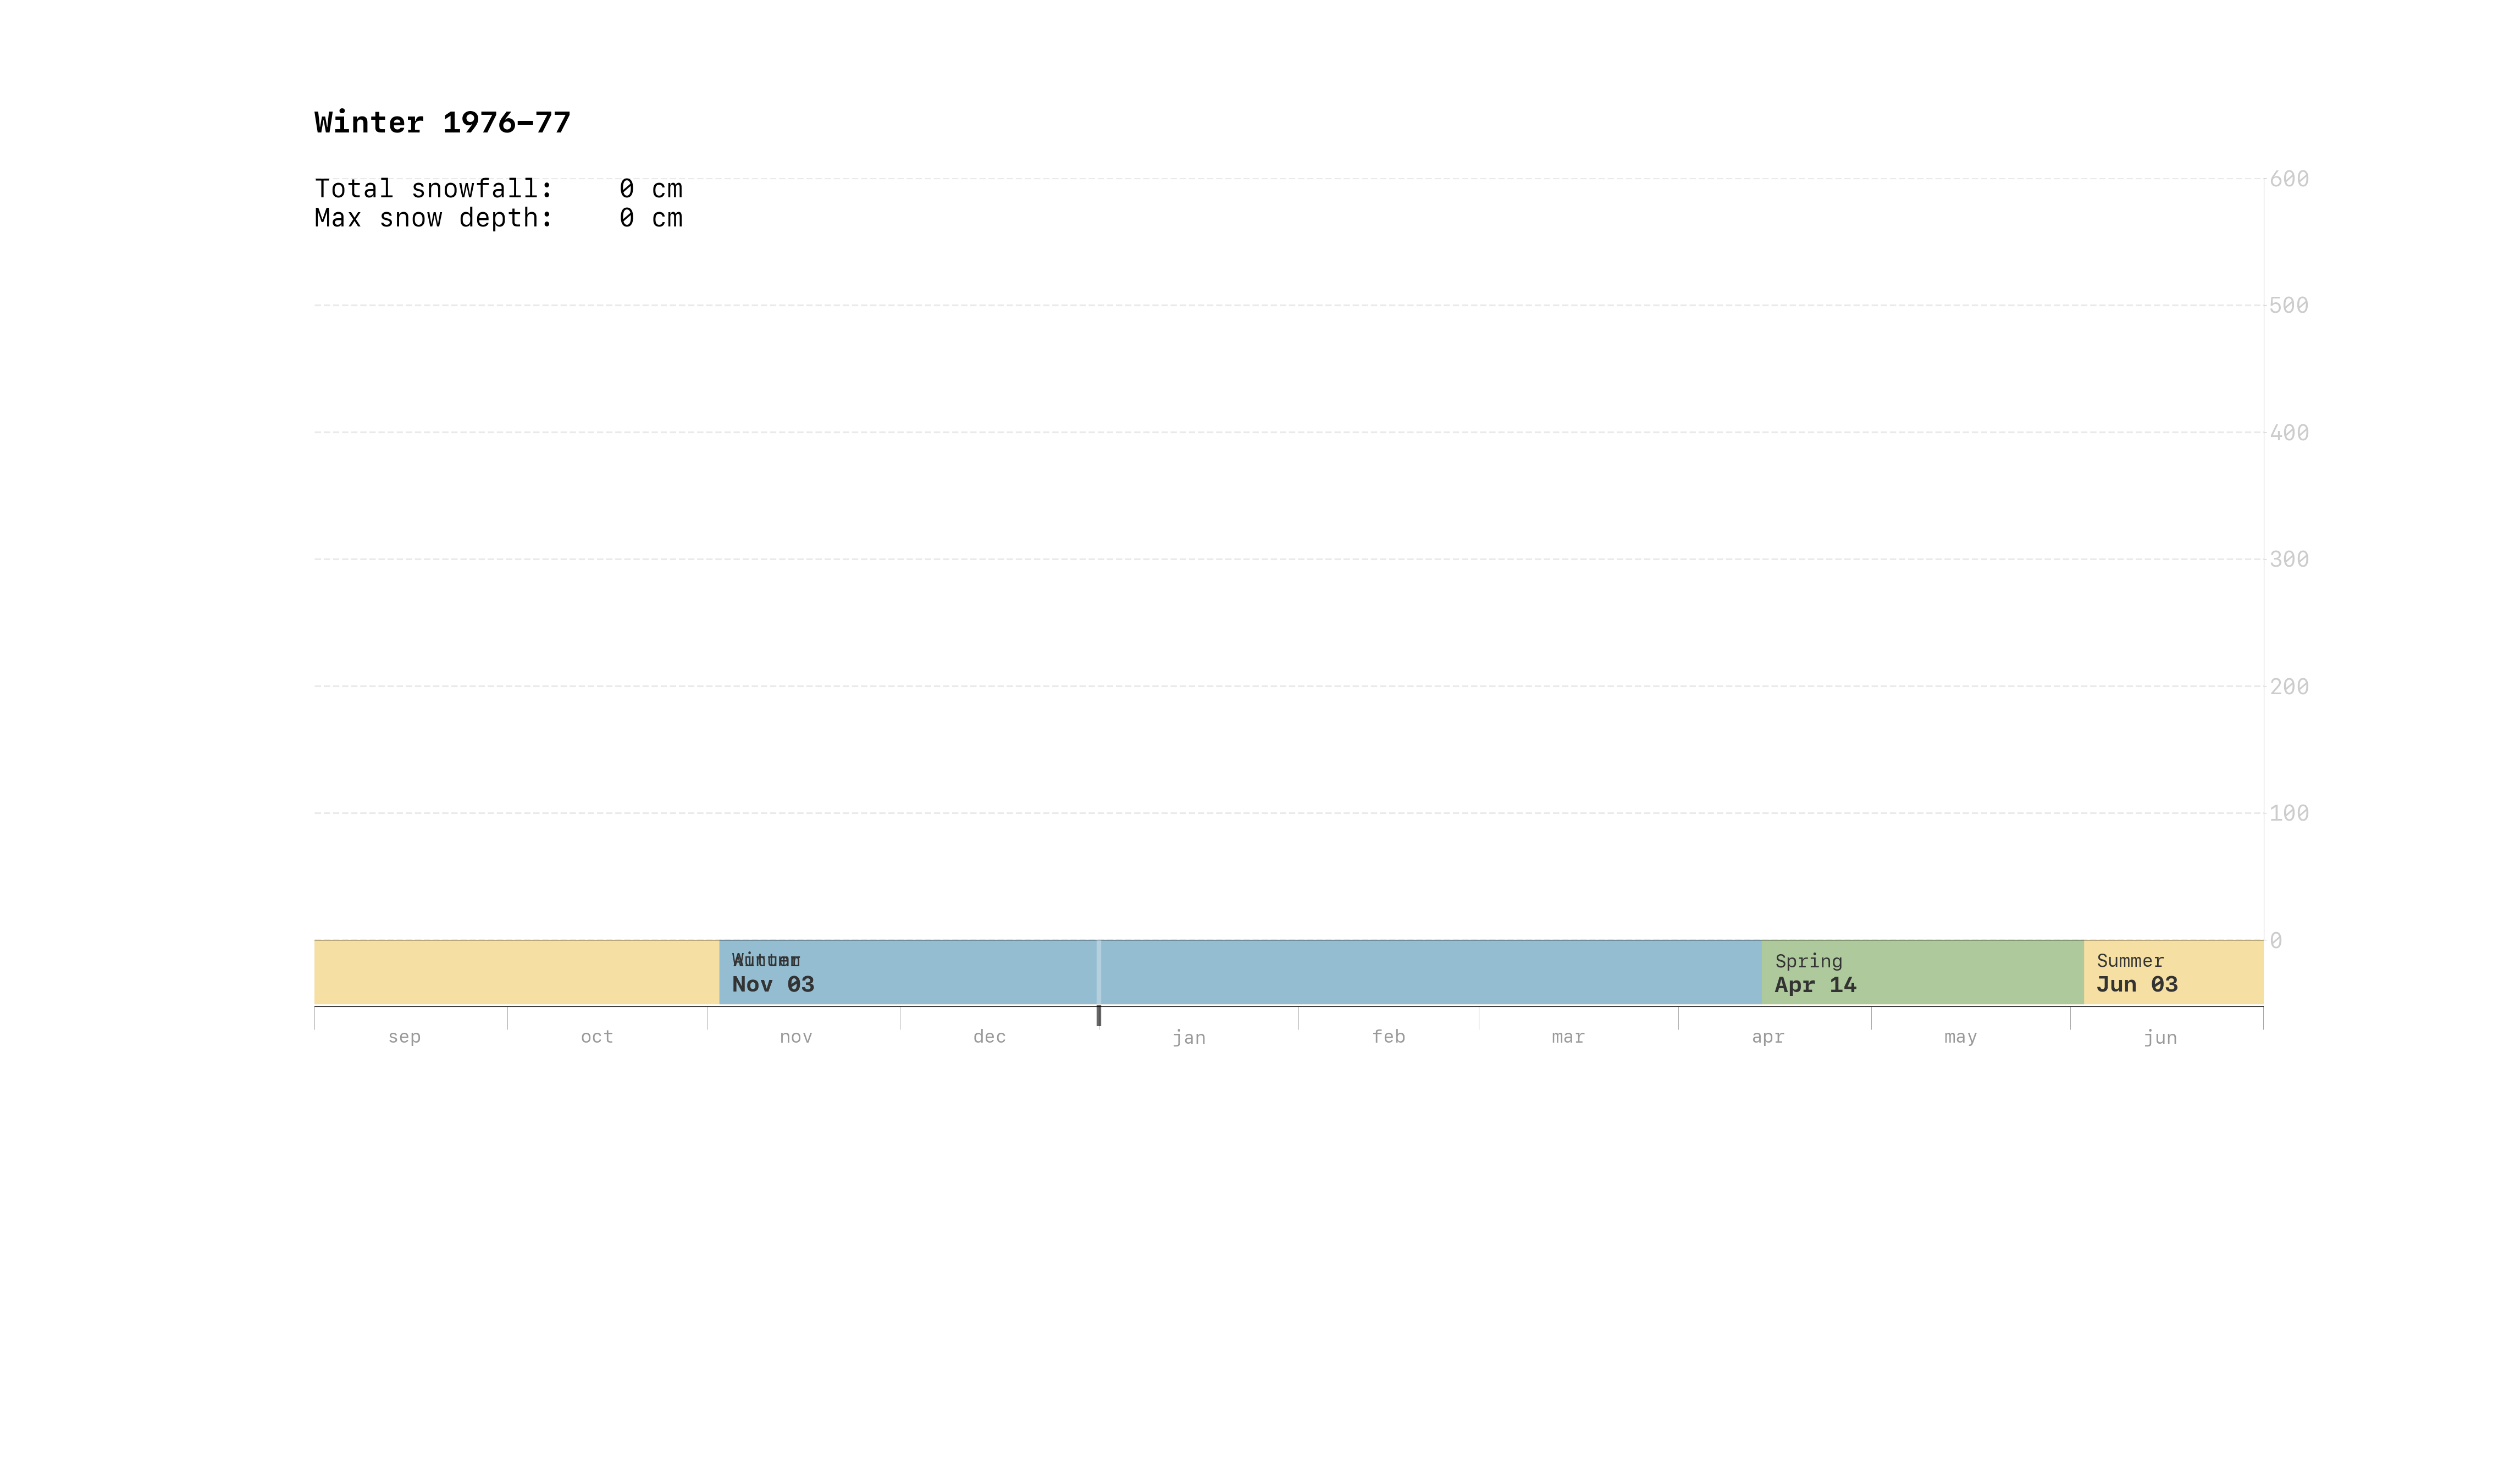 Winter 1976–77
Total snowfall: 0 cm
Max snow depth: 0 cm
600
500
400
300
200
100
0
Nov 03
Spring
Apr 14
Summer
Jun 03
sep oct nov dec jan feb mar apr may jun